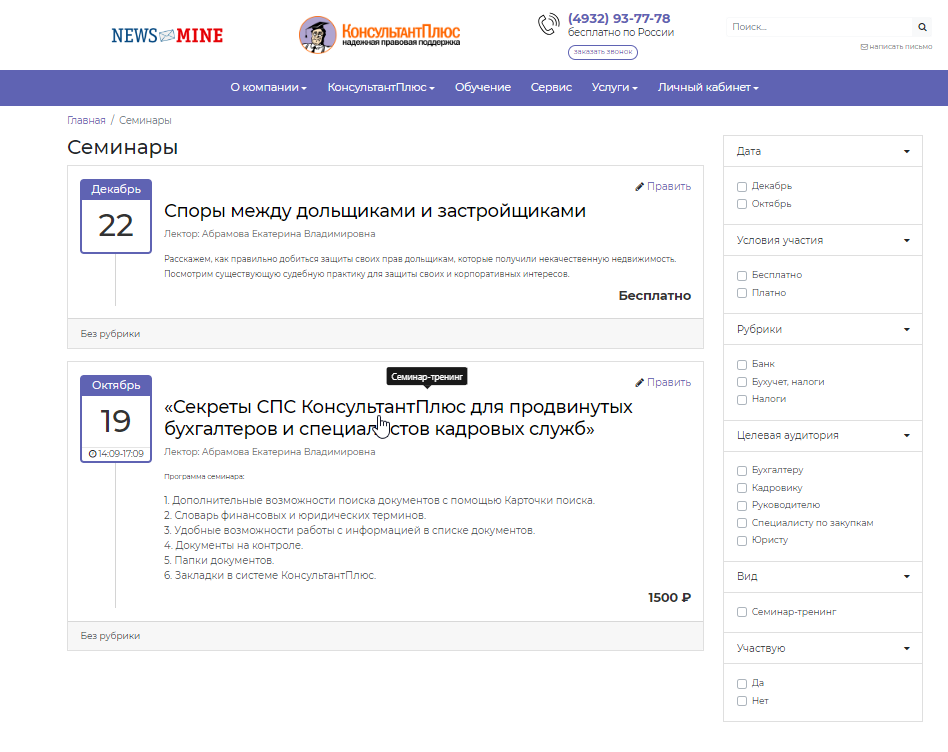 NEWS MINE
КонсультантПлюс
надежная правовая поддержка
(4932) 93-77-78
бесплатно по России
заказать звонок
Поиск...
написать письмо
О компании
КонсультантПлюс
Обучение
Сервис
Услуги
Личный кабинет
Главная / Семинары
Семинары
Декабрь
22
Править
Споры между дольщиками и застройщиками
Лектор: Абрамова Екатерина Владимировна
Расскажем, как правильно добиться защиты своих прав дольщикам, которые получили некачественную недвижимость.
Посмотрим существующую судебную практику для защиты своих и корпоративных интересов.
Бесплатно
Без рубрики
Октябрь
19
14:09-17:09
Семинар-тренинг
Править
«Секреты СПС КонсультантПлюс для продвинутых
бухгалтеров и специалистов кадровых служб»
Лектор: Абрамова Екатерина Владимировна
Программа семинара:
1. Дополнительные возможности поиска документов с помощью Карточки поиска.
2. Словарь финансовых и юридических терминов.
3. Удобные возможности работы с информацией в списке документов.
4. Документы на контроле.
5. Папки документов.
6. Закладки в системе КонсультантПлюс.
1500 ₽
Без рубрики
Дата
Декабрь
Октябрь
Условия участия
Бесплатно
Платно
Рубрики
Банк
Бухучет, налоги
Налоги
Целевая аудитория
Бухгалтеру
Кадровику
Руководителю
Специалисту по закупкам
Юристу
Вид
Семинар-тренинг
Участвую
Да
Нет